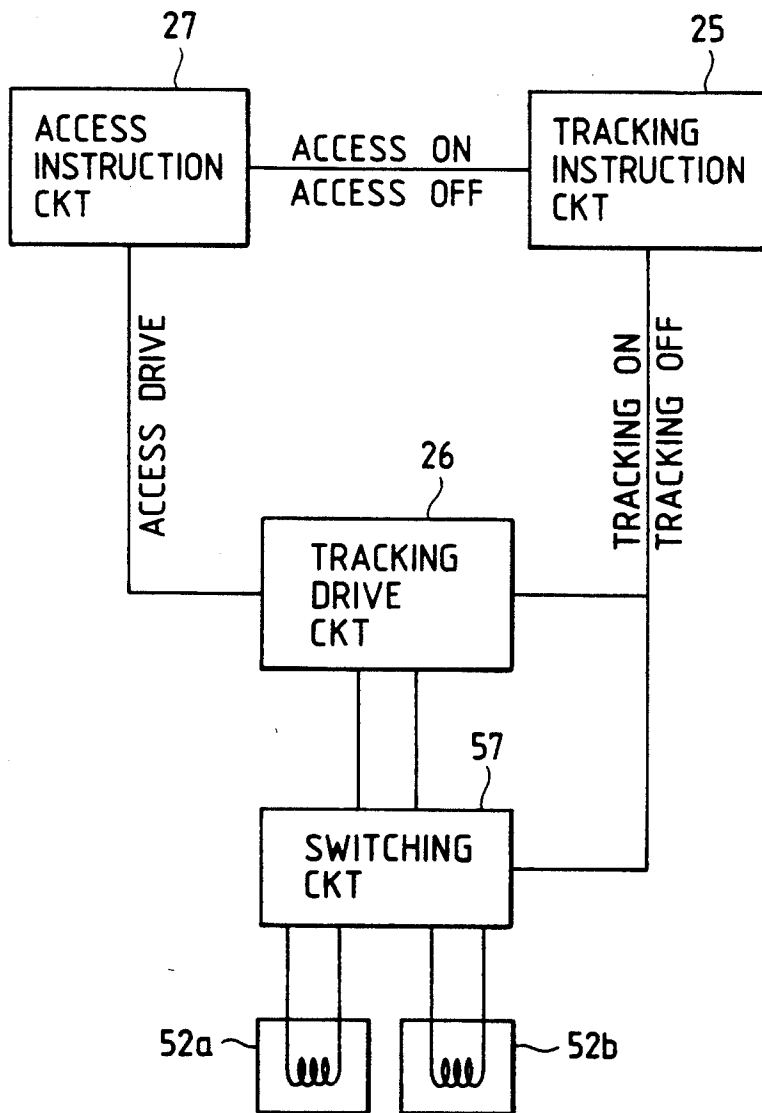 27
25
ACCESS
INSTRUCTION
CKT
ACCESS ON
ACCESS OFF
TRACKING
INSTRUCTION
CKT
ACCESS DRIVE
TRACKING ON
TRACKING OFF
26
TRACKING
DRIVE
CKT
57
SWITCHING
CKT
52a
52b